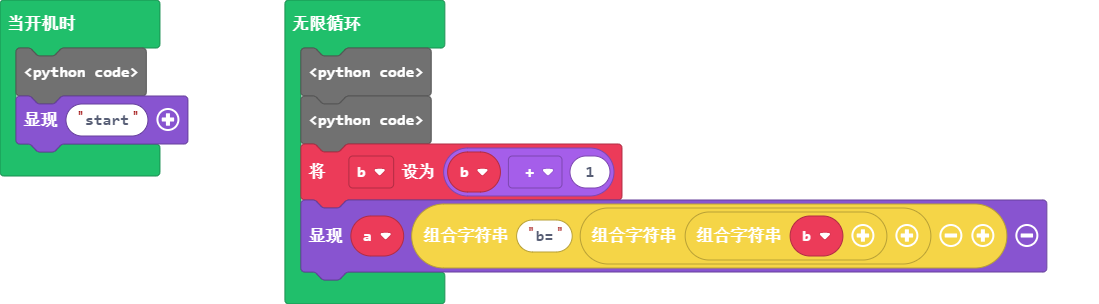 当开机时
<python code>
显现 "start"
无限循环
<python code>
<python code>
将 b 设为 b + 1
显现 a 组合字符串 "b=" 组合字符串 组合字符串 b